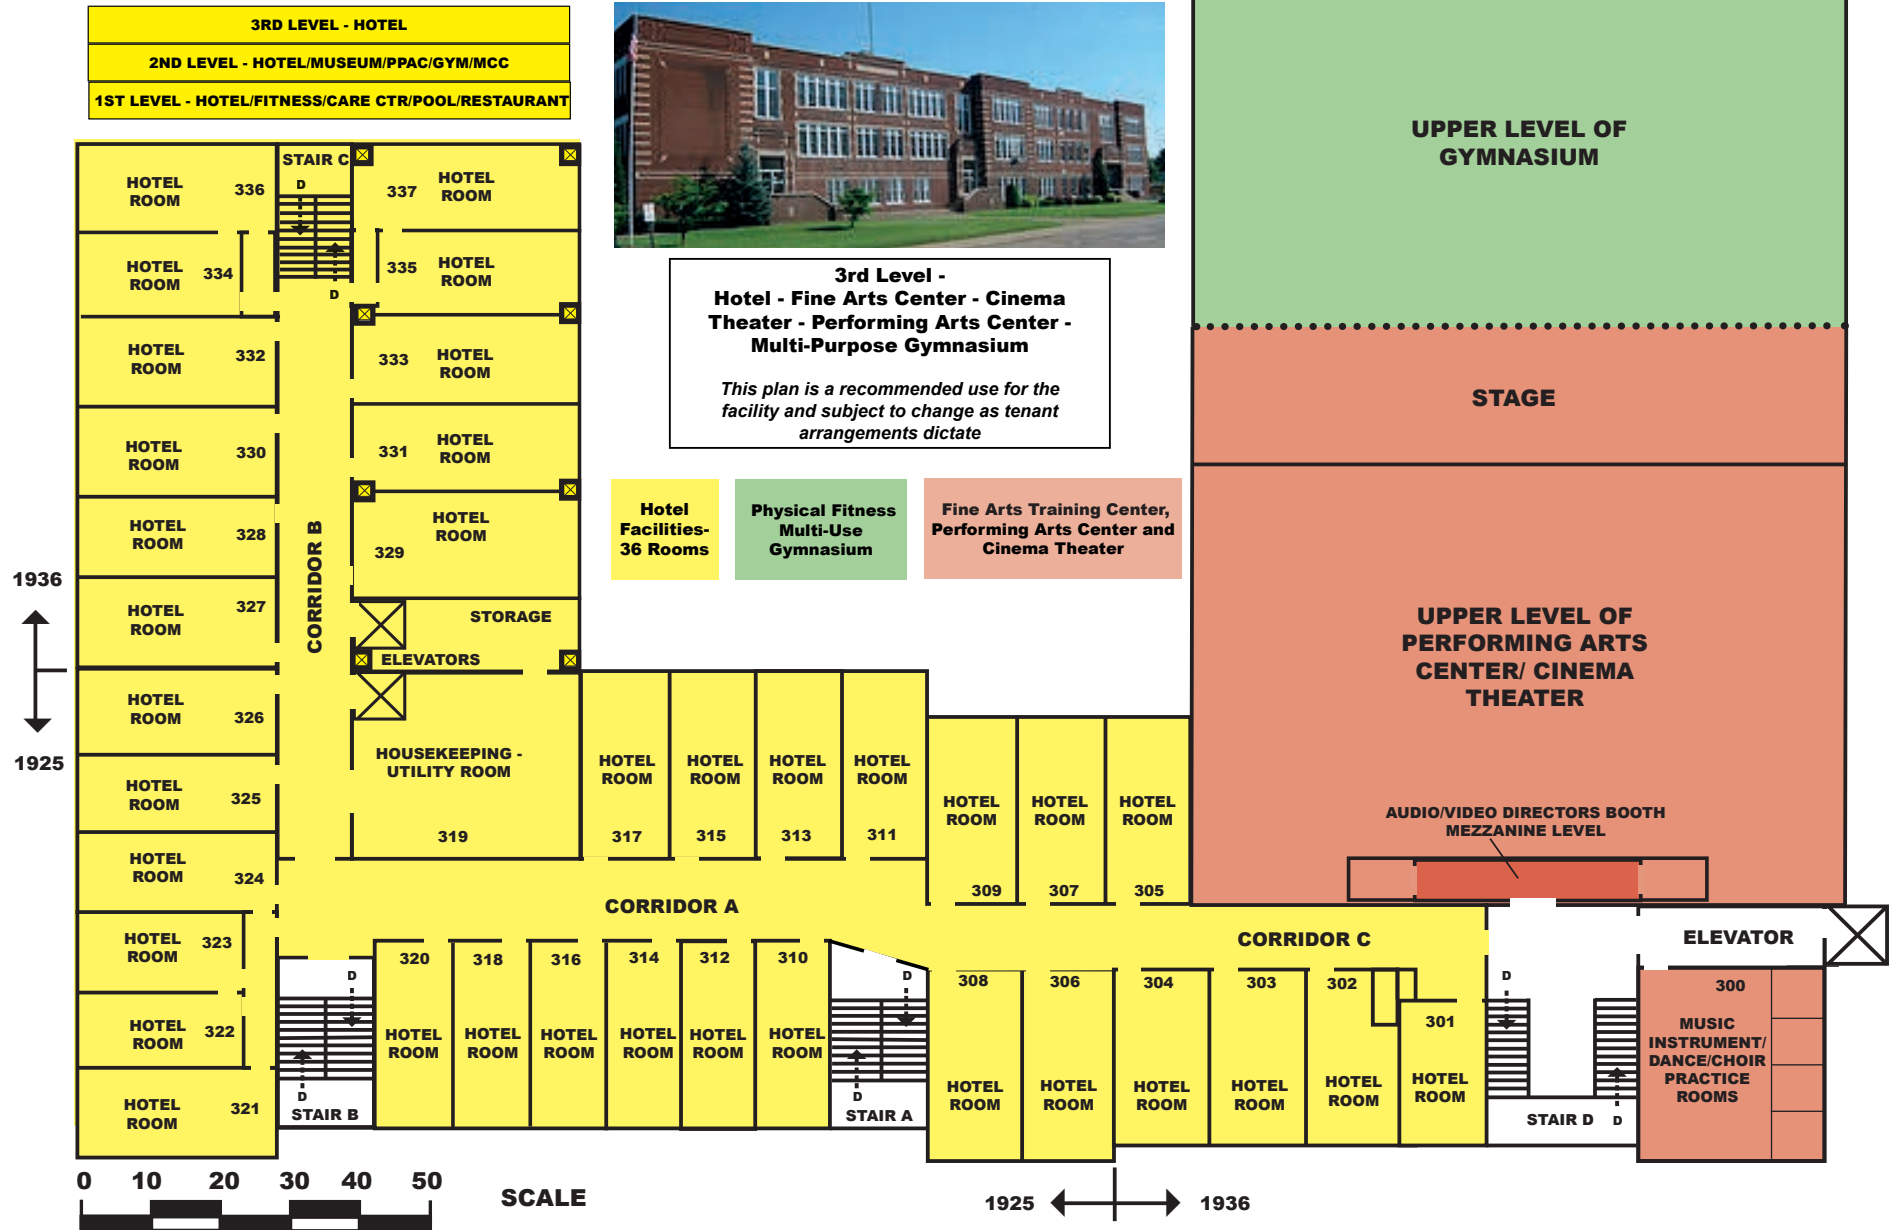 3RD LEVEL - HOTEL
2ND LEVEL - HOTEL/MUSEUM/PPAC/GYM/MCC
1ST LEVEL - HOTEL/FITNESS/CARE CTR/POOL/RESTAURANT
3rd Level -
Hotel - Fine Arts Center - Cinema
Theater - Performing Arts Center -
Multi-Purpose Gymnasium
This plan is a recommended use for the
facility and subject to change as tenant
arrangements dictate
Hotel
Facilities-
36 Rooms
Physical Fitness
Multi-Use
Gymnasium
Fine Arts Training Center,
Performing Arts Center and
Cinema Theater
UPPER LEVEL OF
GYMNASIUM
STAGE
UPPER LEVEL OF
PERFORMING ARTS
CENTER/ CINEMA
THEATER
AUDIO/VIDEO DIRECTORS BOOTH
MEZZANINE LEVEL
HOTEL
ROOM
336
STAIR C
D
D
337
HOTEL
ROOM
HOTEL
ROOM
334
335
HOTEL
ROOM
HOTEL
ROOM
332
333
HOTEL
ROOM
HOTEL
ROOM
330
331
HOTEL
ROOM
HOTEL
ROOM
328
329
HOTEL
ROOM
CORRIDOR B
HOTEL
ROOM
327
STORAGE
ELEVATORS
1936
1925
HOTEL
ROOM
326
HOUSEKEEPING -
UTILITY ROOM
319
HOTEL
ROOM
325
HOTEL
ROOM
324
HOTEL
ROOM
323
HOTEL
ROOM
322
HOTEL
ROOM
321
HOTEL
ROOM
317
HOTEL
ROOM
315
HOTEL
ROOM
313
HOTEL
ROOM
311
HOTEL
ROOM
309
HOTEL
ROOM
307
HOTEL
ROOM
305
CORRIDOR A
CORRIDOR C
ELEVATOR
D
D
STAIR B
320
HOTEL
ROOM
318
HOTEL
ROOM
316
HOTEL
ROOM
314
HOTEL
ROOM
312
HOTEL
ROOM
310
HOTEL
ROOM
D
D
STAIR A
308
HOTEL
ROOM
306
HOTEL
ROOM
304
HOTEL
ROOM
303
HOTEL
ROOM
302
HOTEL
ROOM
301
HOTEL
ROOM
D
STAIR D
D
300
MUSIC
INSTRUMENT/
DANCE/CHOIR
PRACTICE
ROOMS
0 10 20 30 40 50
SCALE
1925
1936